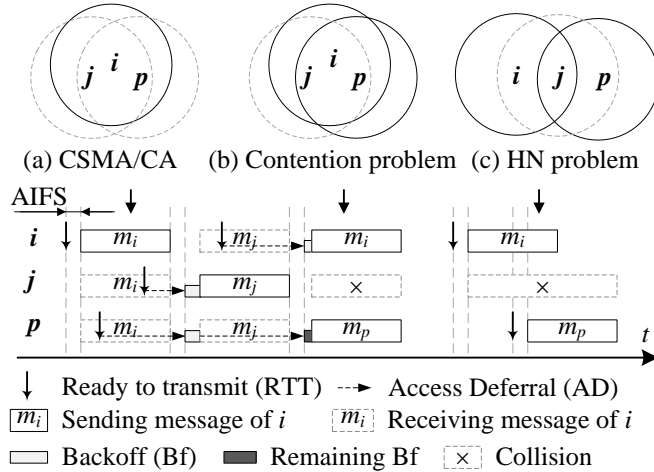 i
j p
i
j p
i j p
(a) CSMA/CA (b) Contention problem (c) HN problem
AIFS
i m_i m_j m_i m_i
j m_i m_j ×  ×
p m_i m_j m_p m_p
t
Ready to transmit (RTT) Access Deferral (AD)
m_i Sending message of i m_i Receiving message of i
Backoff (Bf) Remaining Bf × Collision